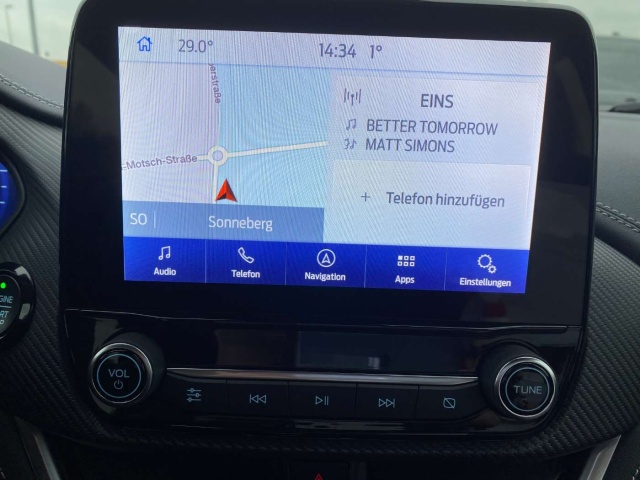 29.0° 14:34 1°
erstraße
-Motsch-Straße
SO Sonneberg
EINS
BETTER TOMORROW
MATT SIMONS
+ Telefon hinzufügen
Audio Telefon Navigation Apps Einstellungen
VOL
TUNE